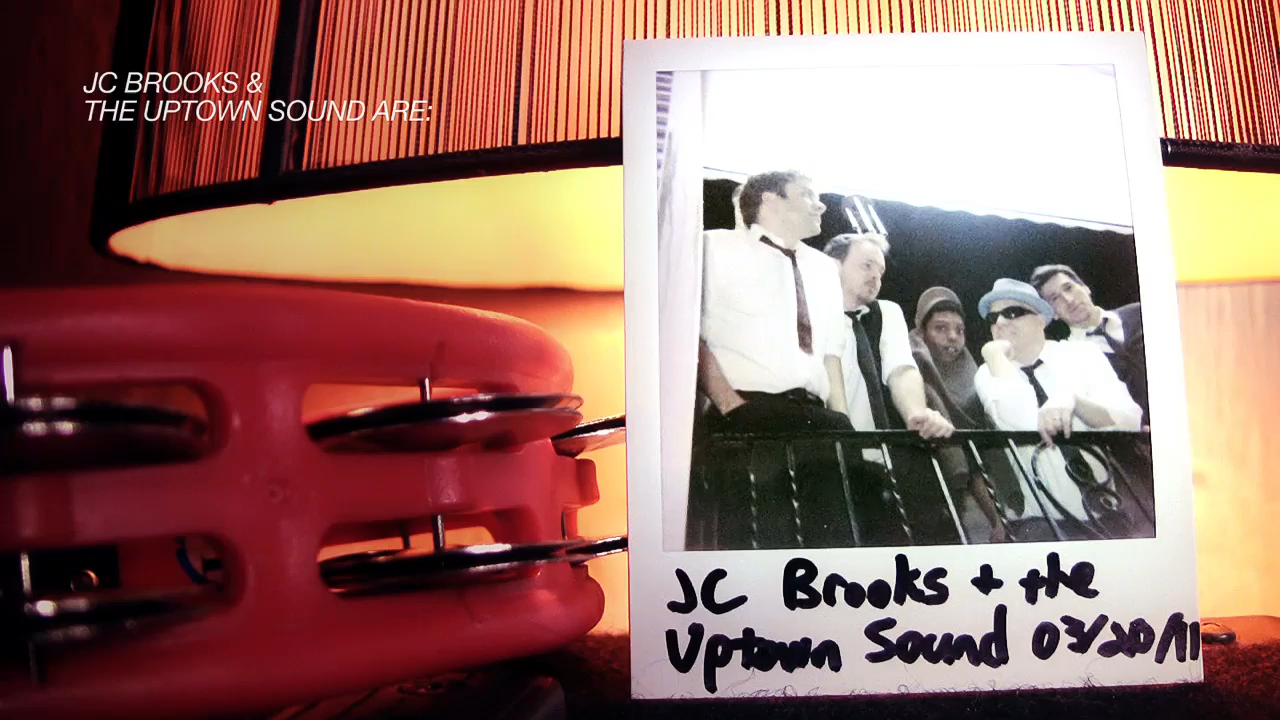 JC BROOKS &
THE UPTOWN SOUND ARE:
JC Brooks + the
Uptown Sound 03/20/11